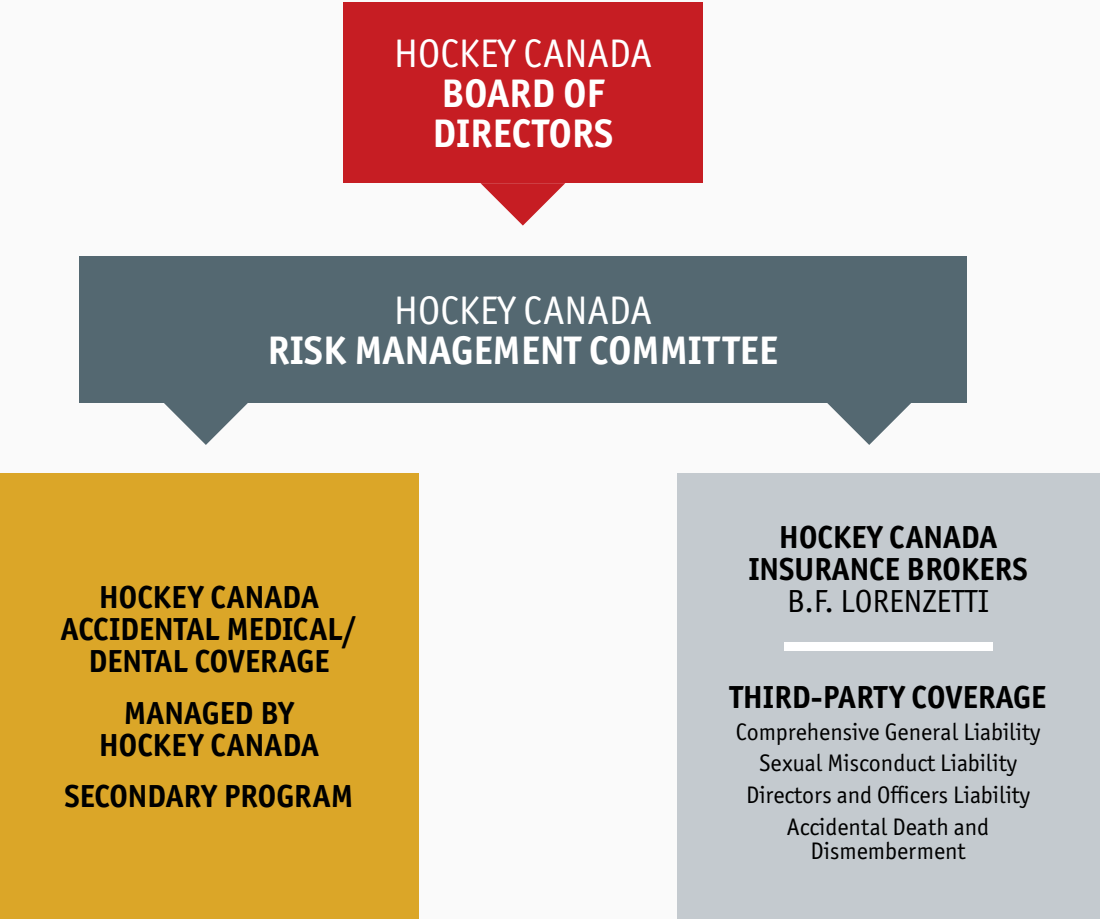 HOCKEY CANADA
BOARD OF
DIRECTORS
HOCKEY CANADA
RISK MANAGEMENT COMMITTEE
HOCKEY CANADA
ACCIDENTAL MEDICAL/
DENTAL COVERAGE
MANAGED BY
HOCKEY CANADA
SECONDARY PROGRAM
HOCKEY CANADA
INSURANCE BROKERS
B.F. LORENZETTI
THIRD-PARTY COVERAGE
Comprehensive General Liability
Sexual Misconduct Liability
Directors and Officers Liability
Accidental Death and
Dismemberment